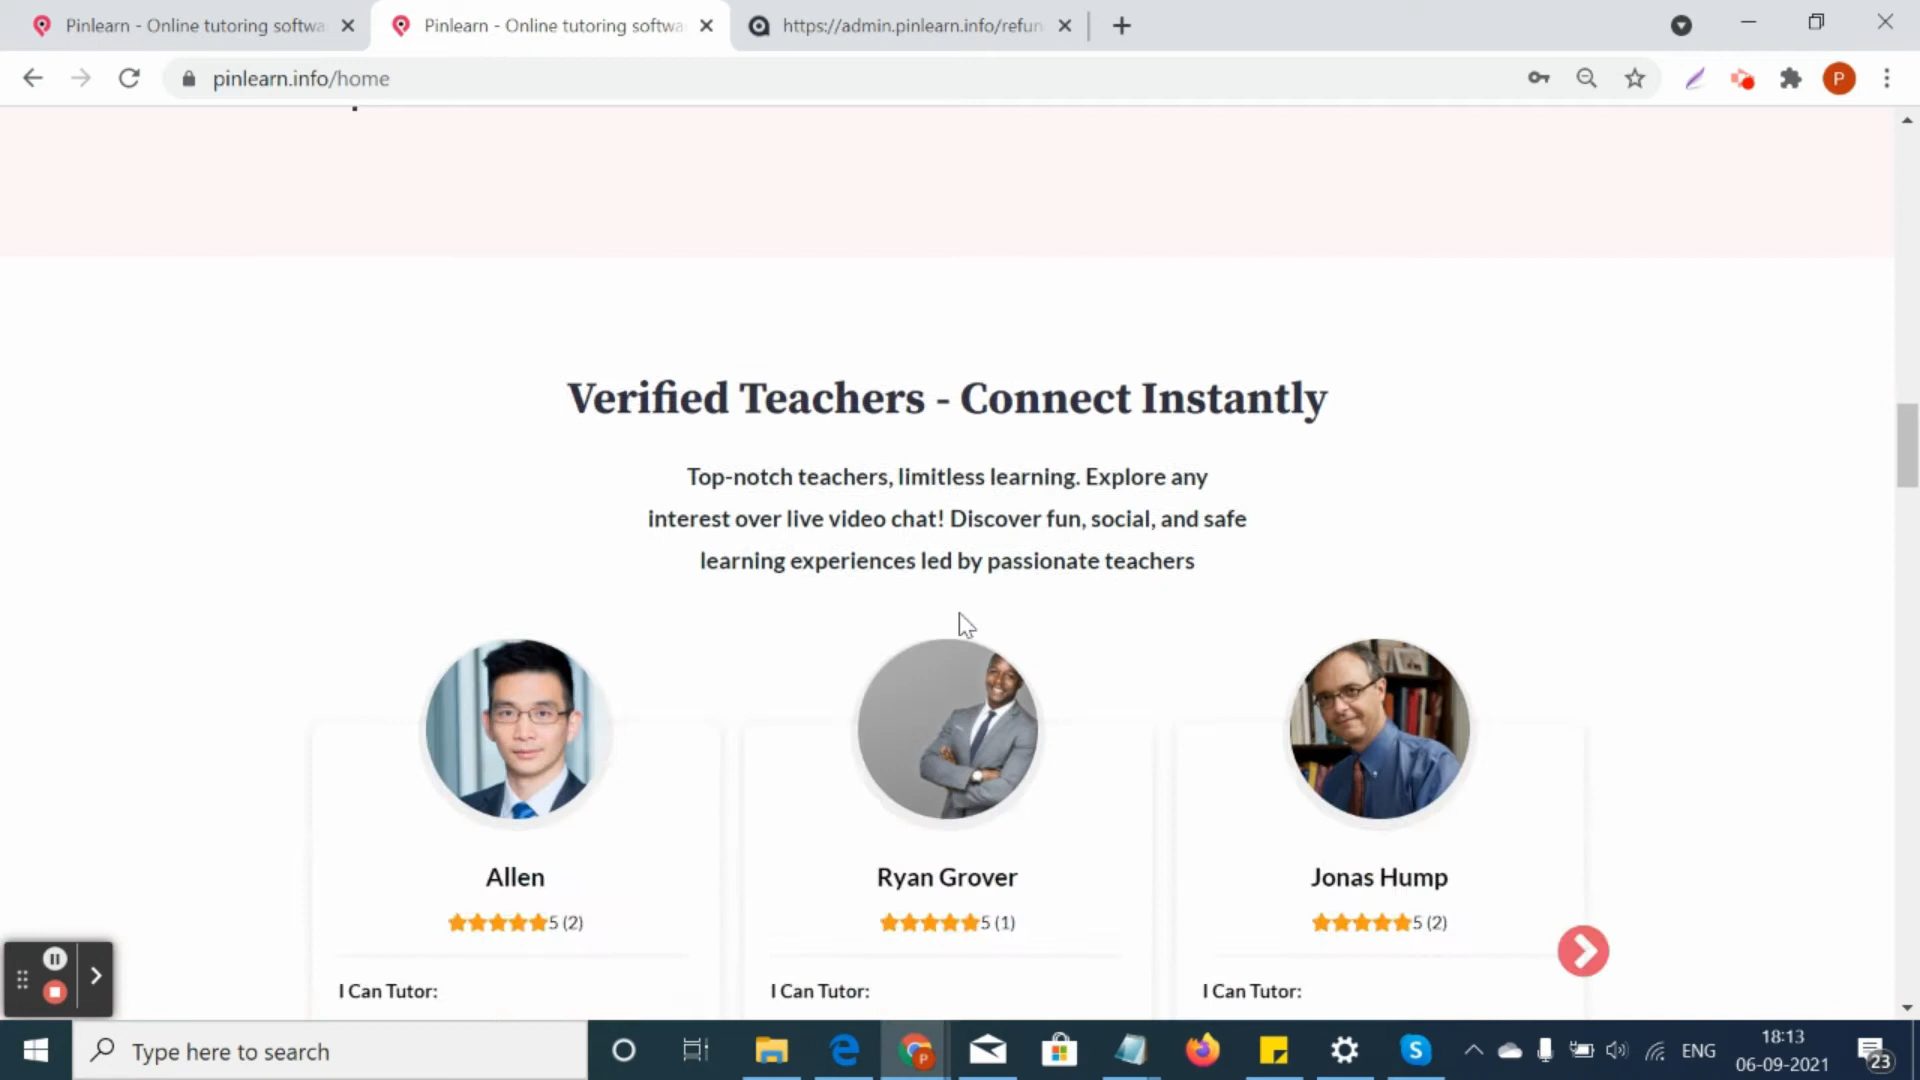 Pinlearn - Online tutoring softwa
Pinlearn - Online tutoring softwa
https://admin.pinlearn.info/refun
pinlearn.info/home
P
Verified Teachers - Connect Instantly
Top-notch teachers, limitless learning. Explore any
interest over live video chat! Discover fun, social, and safe
learning experiences led by passionate teachers
Allen
Ryan Grover
Jonas Hump
5 (2)
5 (1)
5 (2)
I Can Tutor:
I Can Tutor:
I Can Tutor:
Type here to search
P
S
ENG
18:13
06-09-2021
23